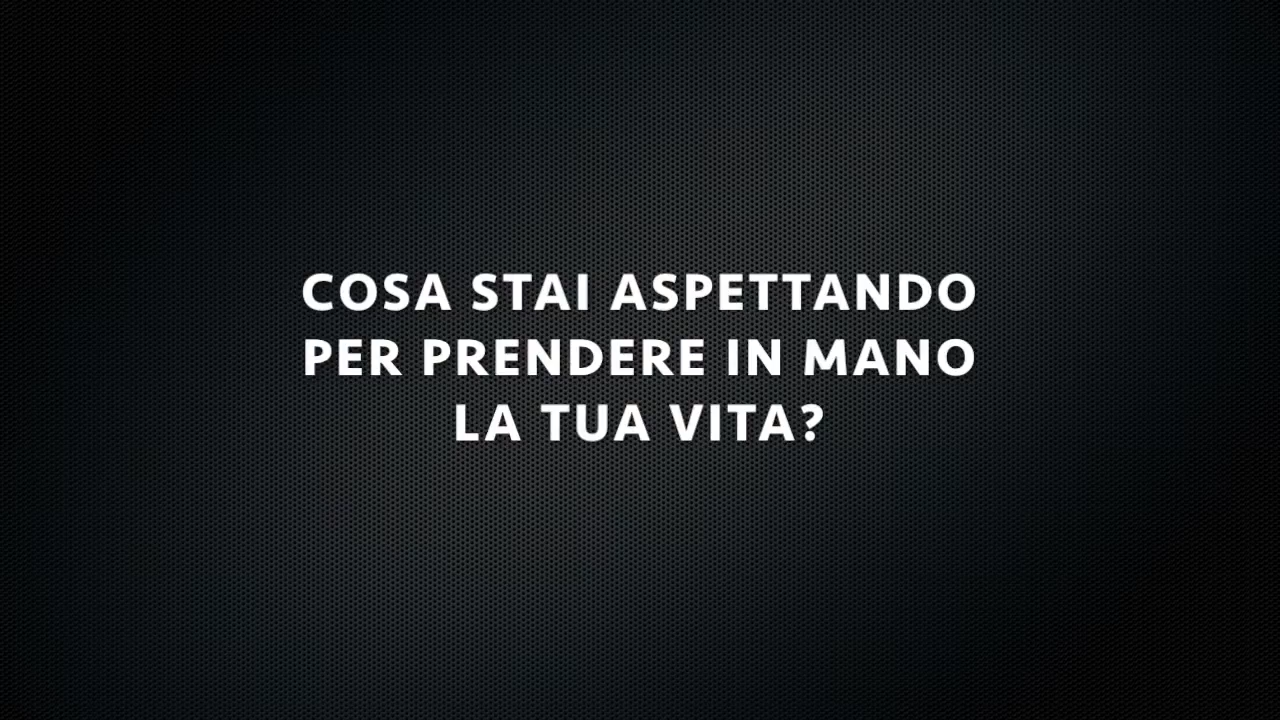 COSA STAI ASPETTANDO
PER PRENDERE IN MANO
LA TUA VITA?